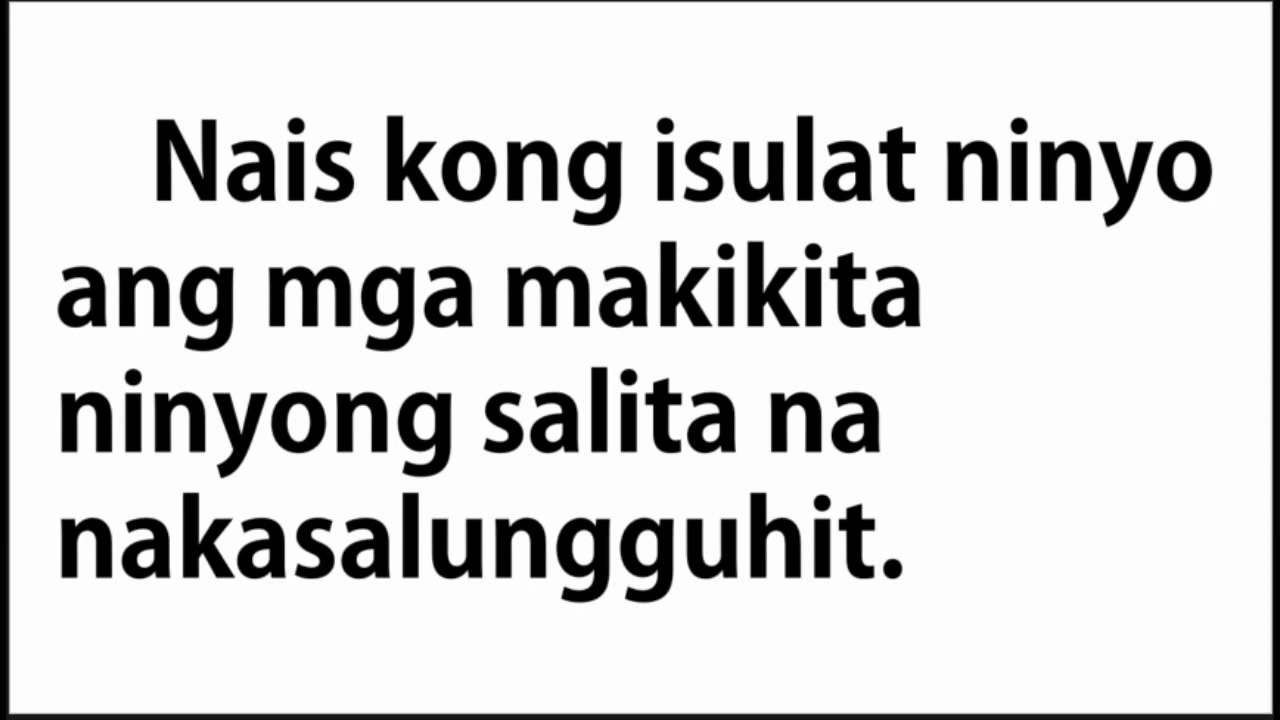 Nais kong isulat ninyo
ang mga makikita
ninyong salita na
nakasalungguhit.